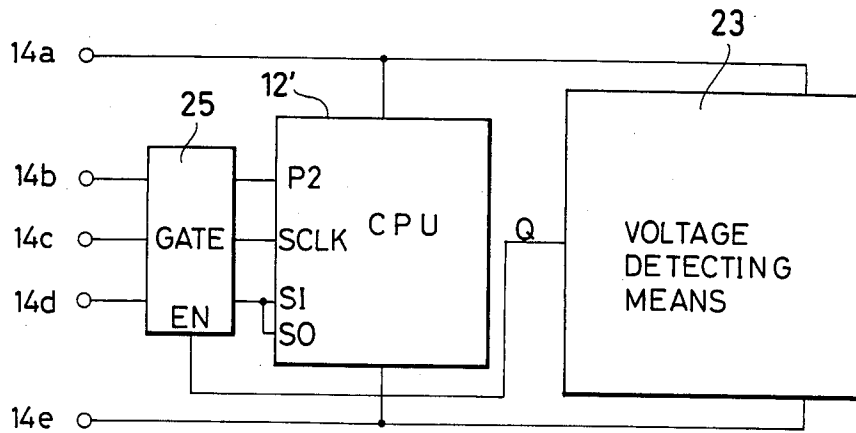 14a
23
12'
25
14b
P2
CPU
14c
GATE
SCLK
Q
VOLTAGE
DETECTING
MEANS
14d
SI
EN
SO
14e